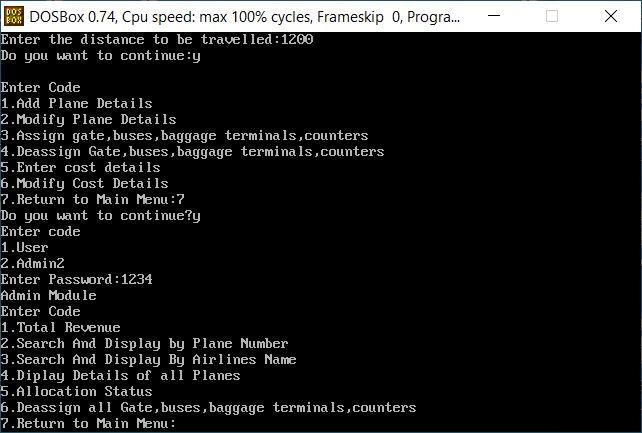 DOS
BOX
DOSBox 0.74, Cpu speed: max 100% cycles, Frameskip  0, Progra...
Enter the distance to be travelled:1200
Do you want to continue:y
Enter Code
1.Add Plane Details
2.Modify Plane Details
3.Assign gate,buses,baggage terminals,counters
4.Deassign Gate,buses,baggage terminals,counters
5.Enter cost details
6.Modify Cost Details
7.Return to Main Menu:7
Do you want to continue?y
Enter code
1.User
2.Admin2
Enter Password:1234
Admin Module
Enter Code
1.Total Revenue
2.Search And Display by Plane Number
3.Search And Display By Airlines Name
4.Diplay Details of all Planes
5.Allocation Status
6.Deassign all Gate,buses,baggage terminals,counters
7.Return to Main Menu: